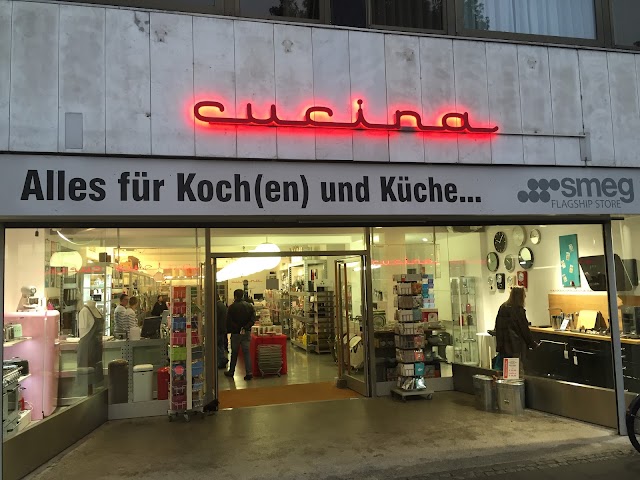 cucina
Alles für Koch(en) und Küche...
smeg
FLAGSHIP STORE